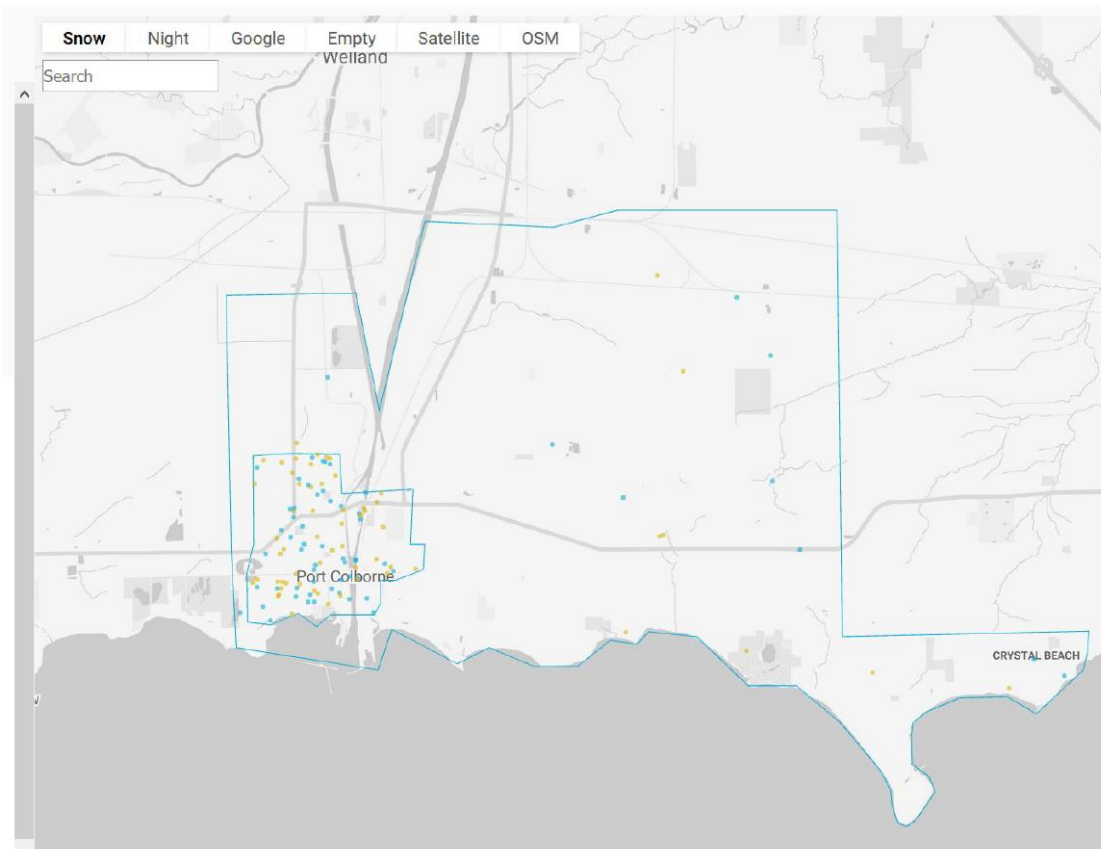 Snow Night Google Empty Satellite OSM
Welland
Search
Port Colborne
CRYSTAL BEACH